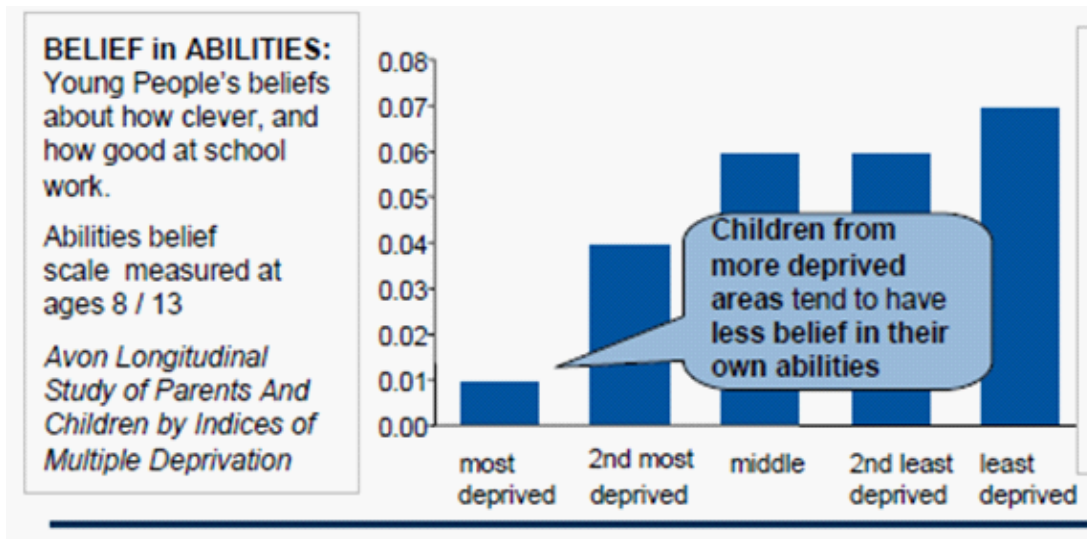 BELIEF in ABILITIES:
Young People's beliefs
about how clever, and
how good at school
work.
Abilities belief
scale measured at
ages 8 / 13
Avon Longitudinal
Study of Parents And
Children by Indices of
Multiple Deprivation
0.08
0.07
0.06
0.05
0.04
0.03
0.02
0.01
0.00
Children from
more deprived
areas tend to have
less belief in their
own abilities
most
deprived
2nd most
deprived
middle
2nd least
deprived
least
deprived